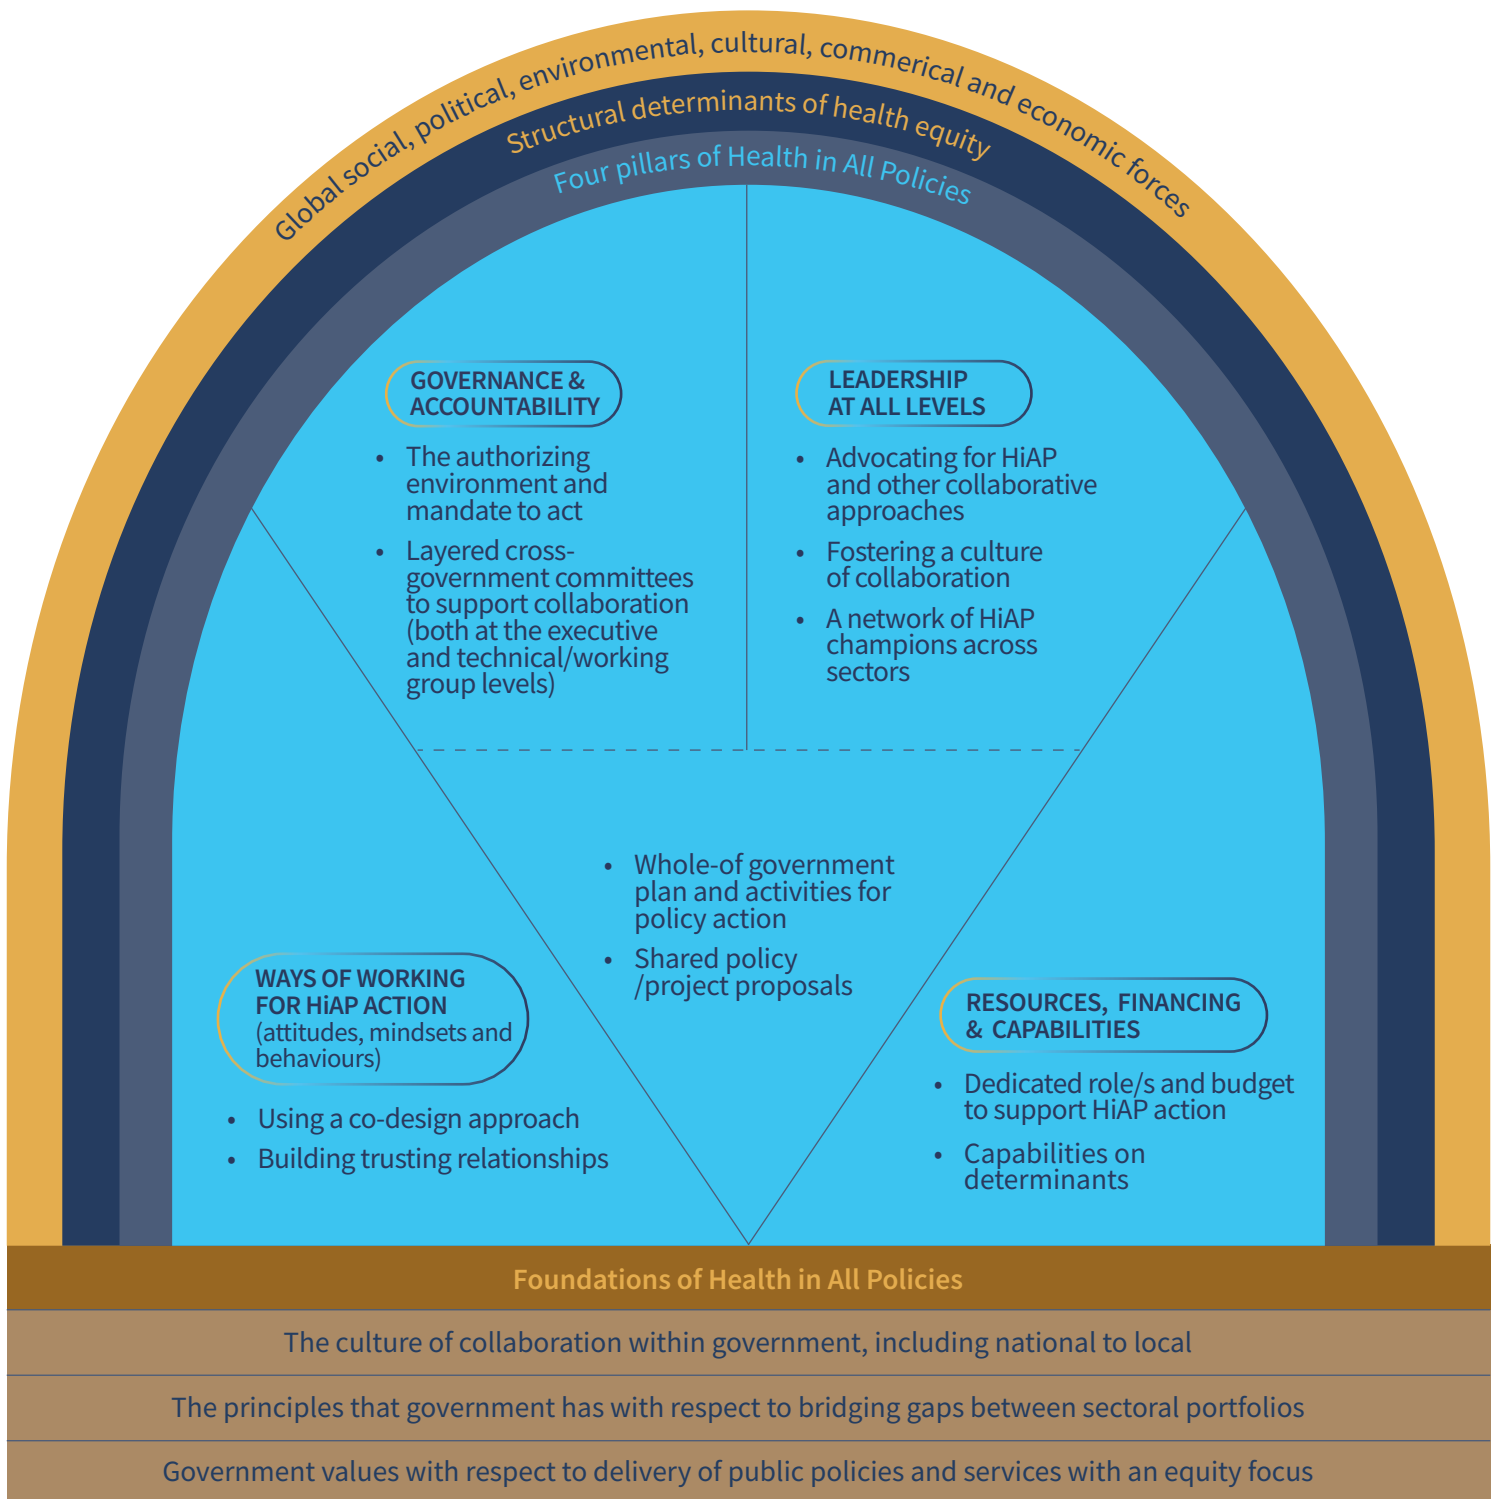 Global social, political, environmental, cultural, commerical and economic forces
Structural determinants of health equity
Four pillars of Health in All Policies
GOVERNANCE &
ACCOUNTABILITY
• The authorizing
environment and
mandate to act
• Layered cross-
government committees
to support collaboration
(both at the executive
and technical/working
group levels)
LEADERSHIP
AT ALL LEVELS
• Advocating for HiAP
and other collaborative
approaches
• Fostering a culture
of collaboration
• A network of HiAP
champions across
sectors
• Whole-of government
plan and activities for
policy action
• Shared policy
/project proposals
WAYS OF WORKING
FOR HiAP ACTION
(attitudes, mindsets and
behaviours)
• Using a co-design approach
• Building trusting relationships
RESOURCES, FINANCING
& CAPABILITIES
• Dedicated role/s and budget
to support HiAP action
• Capabilities on
determinants
Foundations of Health in All Policies
The culture of collaboration within government, including national to local
The principles that government has with respect to bridging gaps between sectoral portfolios
Government values with respect to delivery of public policies and services with an equity focus